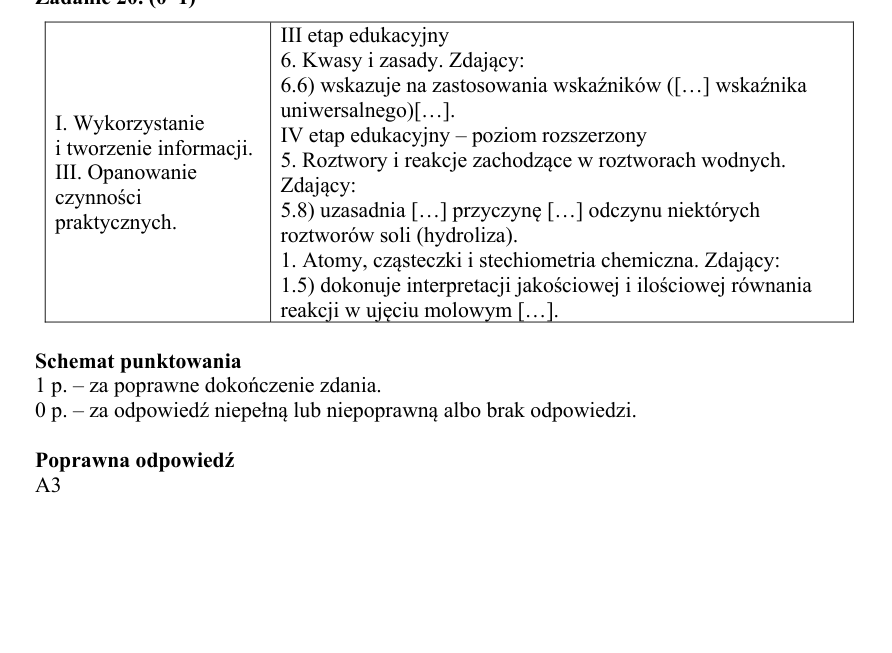 Zadanie 20. (0–1)
I. Wykorzystanie
i tworzenie informacji.
III. Opanowanie
czynności
praktycznych.
III etap edukacyjny
6. Kwasy i zasady. Zdający:
6.6) wskazuje na zastosowania wskaźników ([…] wskaźnika
uniwersalnego)[…].
IV etap edukacyjny – poziom rozszerzony
5. Roztwory i reakcje zachodzące w roztworach wodnych.
Zdający:
5.8) uzasadnia […] przyczynę […] odczynu niektórych
roztworów soli (hydroliza).
1. Atomy, cząsteczki i stechiometria chemiczna. Zdający:
1.5) dokonuje interpretacji jakościowej i ilościowej równania
reakcji w ujęciu molowym […].
Schemat punktowania
1 p. – za poprawne dokończenie zdania.
0 p. – za odpowiedź niepełną lub niepoprawną albo brak odpowiedzi.
Poprawna odpowiedź
A3